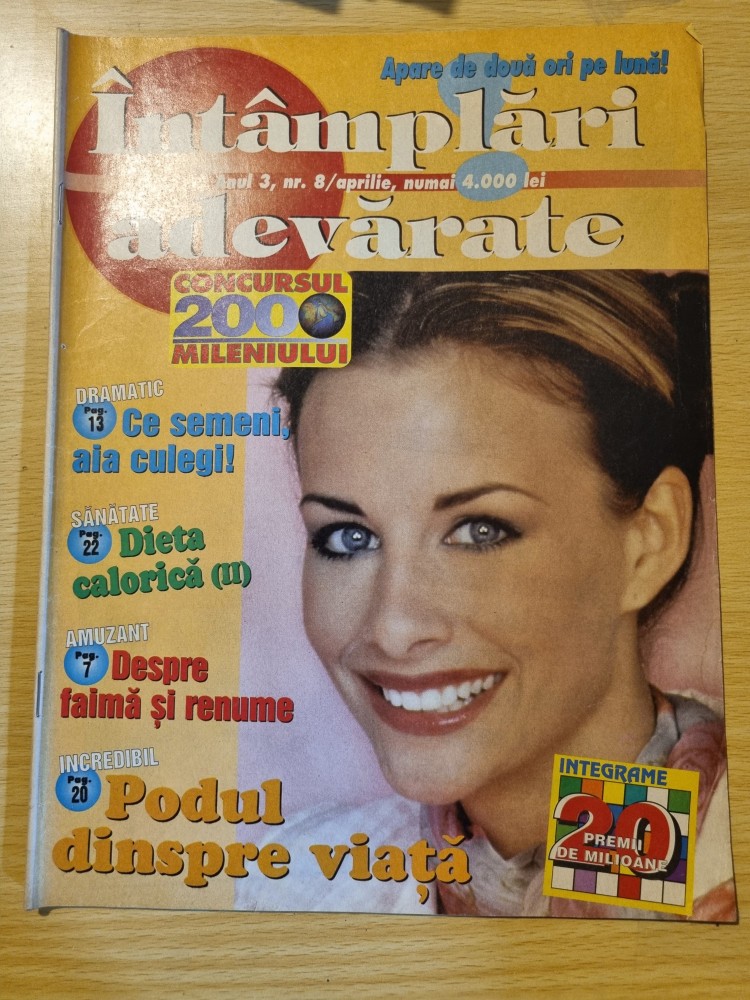 Apare de două ori pe lună!
Întâmplări
Anul 3, nr. 8/aprilie, numai 4.000 lei
adevărate
CONCURSUL
2000
MILENIULUI
DRAMATIC
Pag. 13 Ce semeni,
aia culegi!
SĂNĂTATE
Pag. 22 Dieta
calorică (II)
AMUZANT
Pag. 7 Despre
faimă și renume
INCREDIBIL
Pag. 20 Podul
dinspre viață
INTEGRAME
20
PREMII
DE MILIOANE